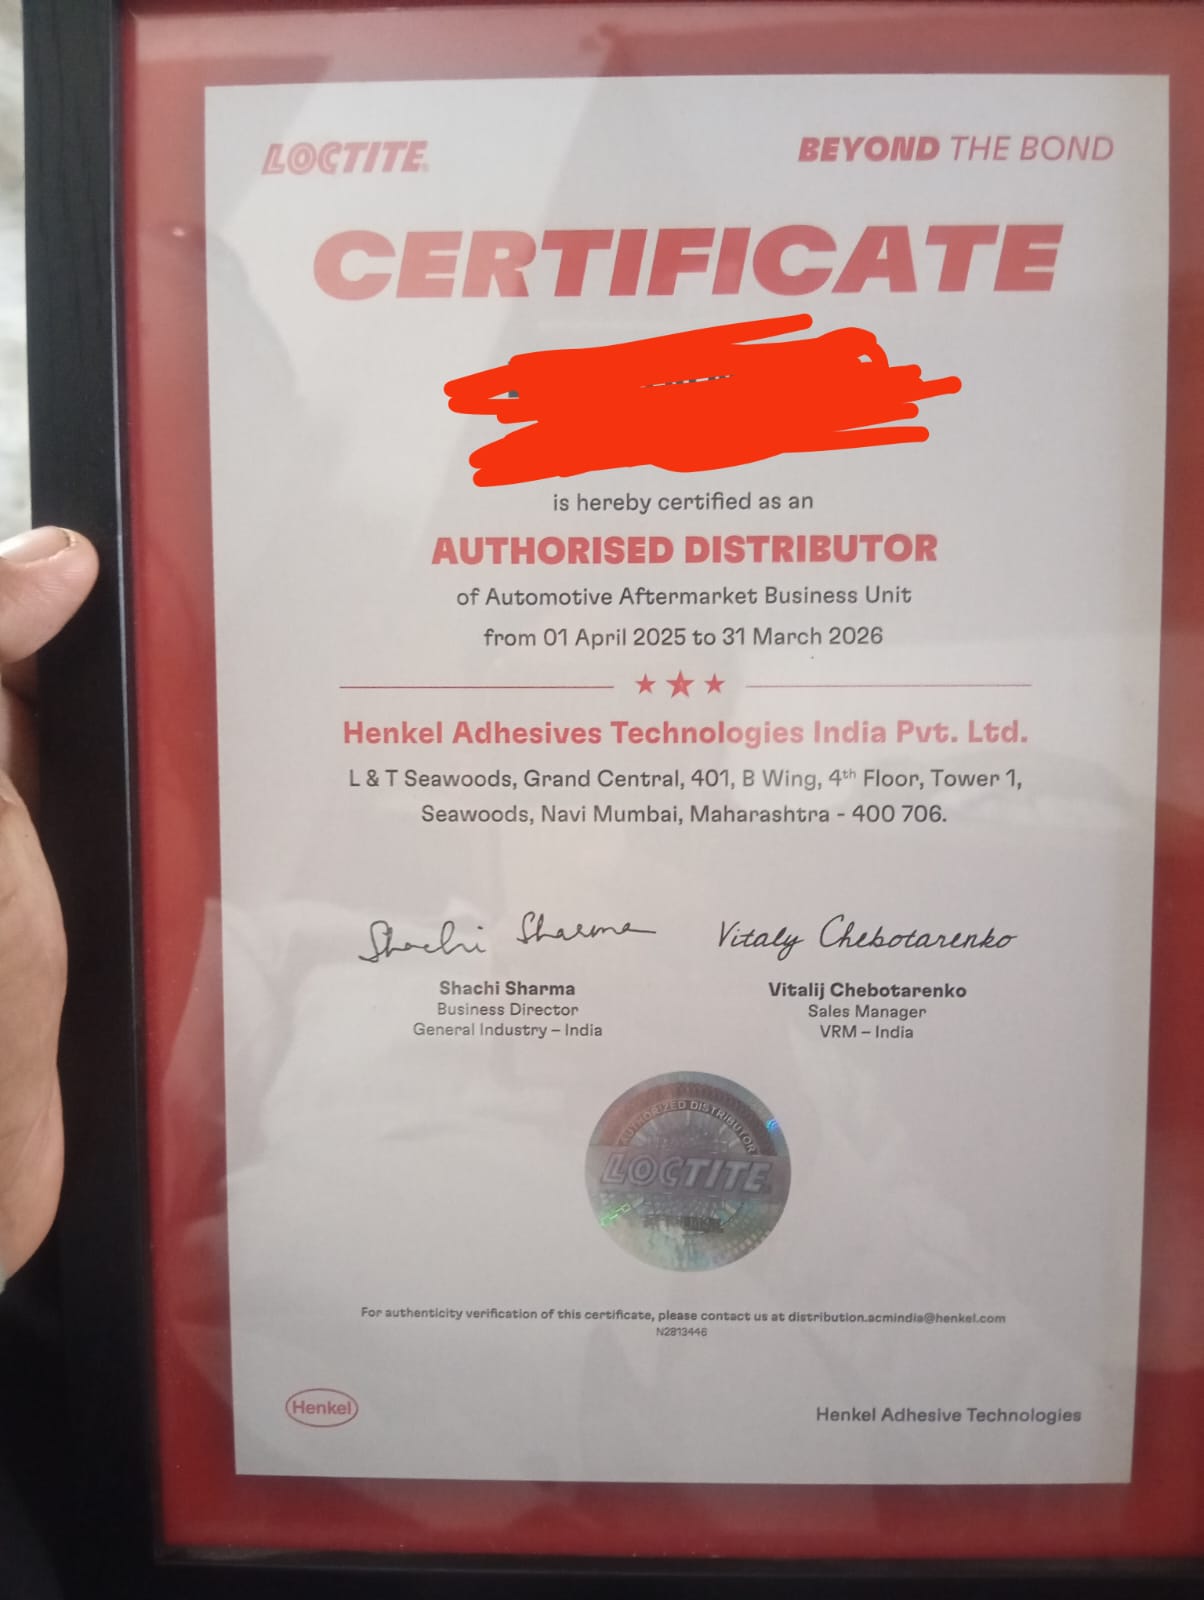 LOCTITE®
BEYOND THE BOND
CERTIFICATE
is hereby certified as an
AUTHORISED DISTRIBUTOR
of Automotive Aftermarket Business Unit
from 01 April 2025 to 31 March 2026
Henkel Adhesives Technologies India Pvt. Ltd.
L & T Seawoods, Grand Central, 401, B Wing, 4th Floor, Tower 1,
Seawoods, Navi Mumbai, Maharashtra - 400 706.
Shachi Sharma
Vitaly Chebotarenko
Shachi Sharma
Business Director
General Industry – India
Vitalij Chebotarenko
Sales Manager
VRM – India
AUTHORIZED DISTRIBUTOR
LOCTITE
For authenticity verification of this certificate, please contact us at distribution.acmindia@henkel.com
N2813446
Henkel
Henkel Adhesive Technologies